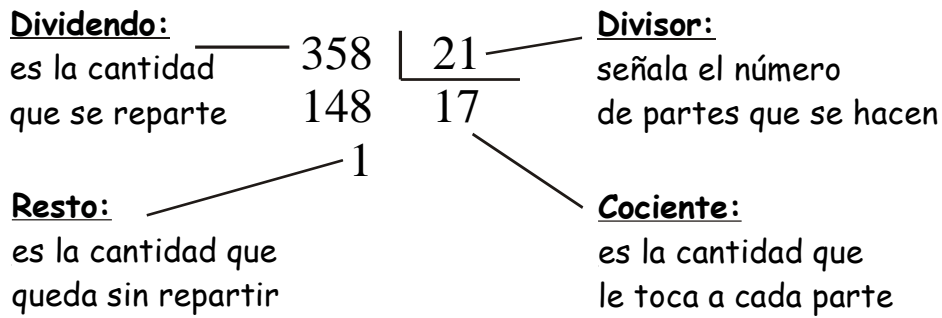 Dividendo:
es la cantidad
que se reparte
358 21
148 17
1
Divisor:
señala el número
de partes que se hacen
Resto:
es la cantidad que
queda sin repartir
Cociente:
es la cantidad que
le toca a cada parte